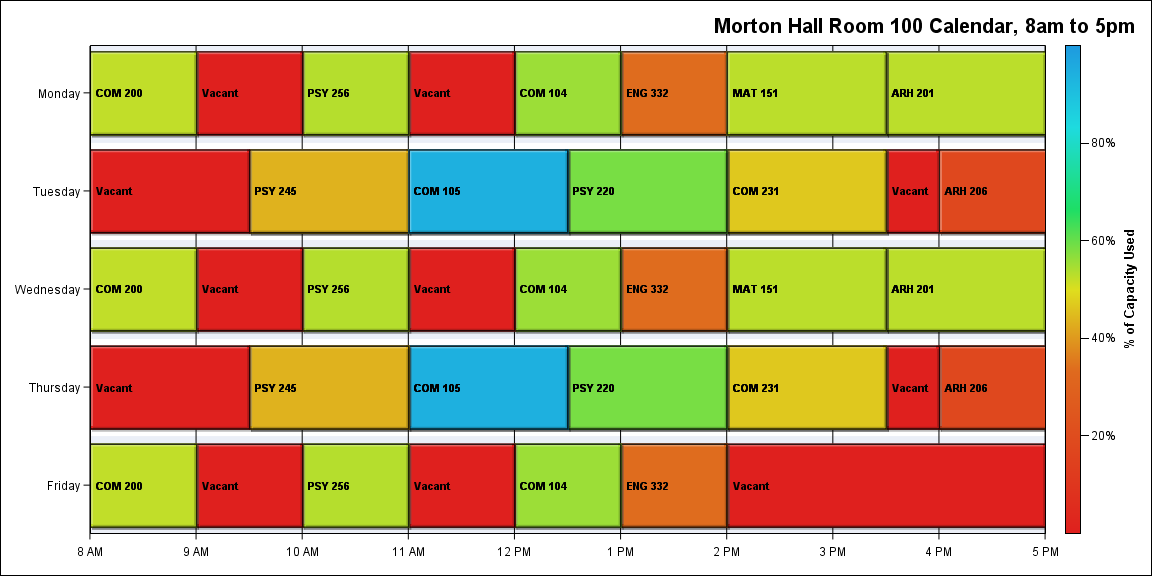 Morton Hall Room 100 Calendar, 8am to 5pm
Monday COM 200 Vacant PSY 256 Vacant COM 104 ENG 332 MAT 151 ARH 201
80%
Tuesday Vacant PSY 245 COM 105 PSY 220 COM 231 Vacant ARH 206
60%
Wednesday COM 200 Vacant PSY 256 Vacant COM 104 ENG 332 MAT 151 ARH 201
% of Capacity Used
40%
Thursday Vacant PSY 245 COM 105 PSY 220 COM 231 Vacant ARH 206
20%
Friday COM 200 Vacant PSY 256 Vacant COM 104 ENG 332 Vacant
8 AM 9 AM 10 AM 11 AM 12 PM 1 PM 2 PM 3 PM 4 PM 5 PM